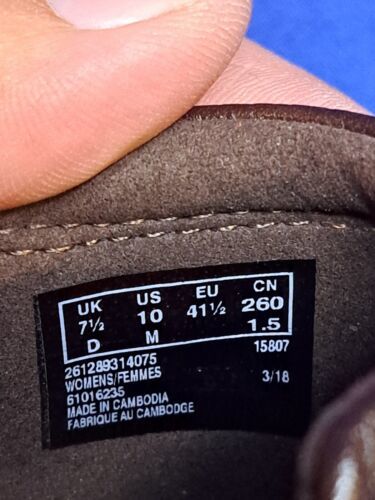 UK US EU CN
7½ 10 41½ 260
D M 1.5
261289314075 15807
WOMENS/FEMMES
61016235 3/18
MADE IN CAMBODIA
FABRIQUE AU CAMBODGE